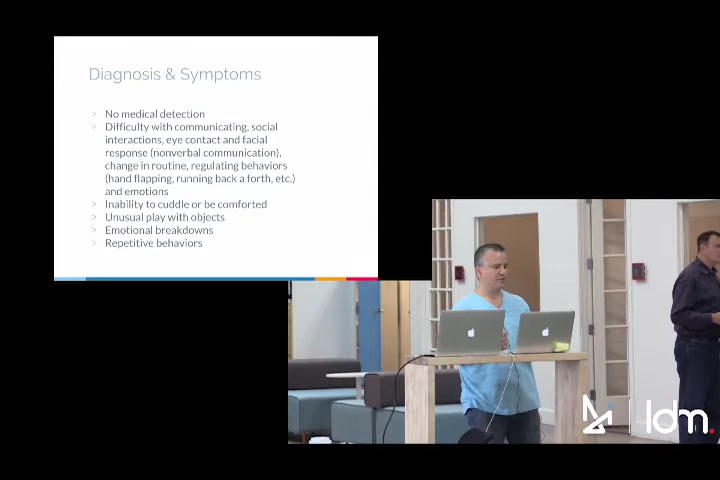 Diagnosis & Symptoms
> No medical detection
> Difficulty with communicating, social
interactions, eye contact and facial
response (nonverbal communication),
change in routine, regulating behaviors
(hand flapping, running back a forth, etc.)
and emotions
> Inability to cuddle or be comforted
> Unusual play with objects
> Emotional breakdowns
> Repetitive behaviors
ldm.